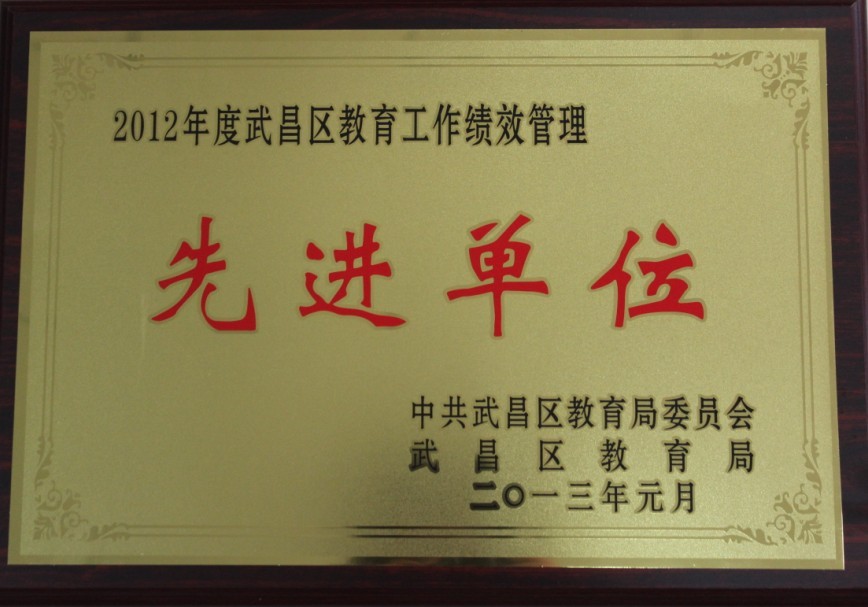 2012年度武昌区教育工作绩效管理
先进单位
中共武昌区教育局委员会
武昌区教育局
二〇一三年元月